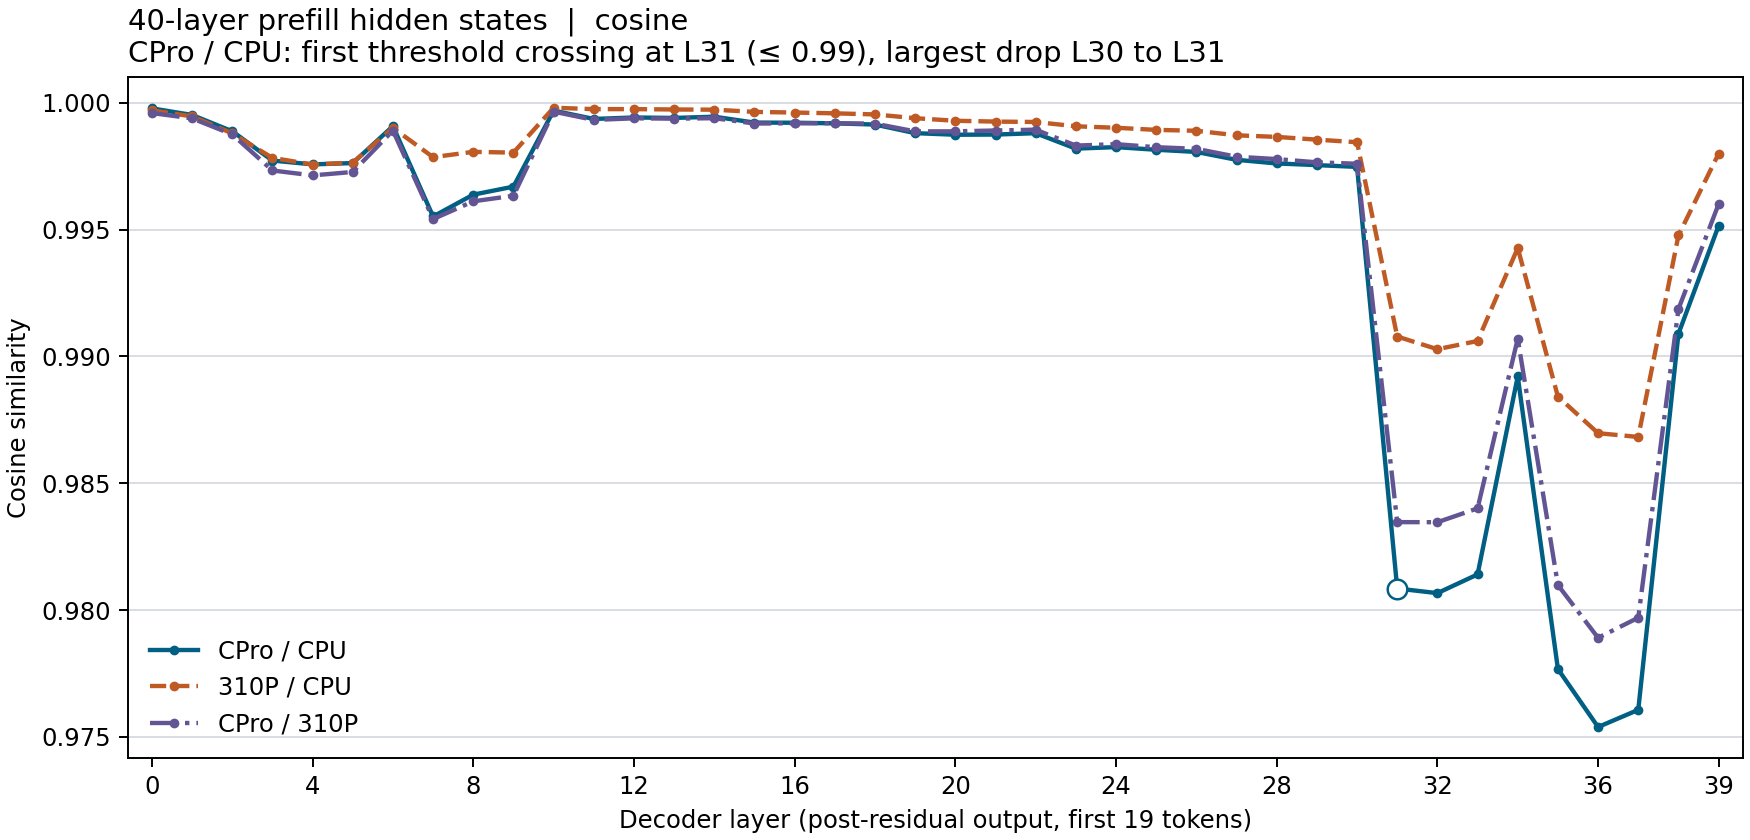 40-layer prefill hidden states | cosine
CPro / CPU: first threshold crossing at L31 (≤ 0.99), largest drop L30 to L31
1.000
0.995
0.990
0.985
0.980
0.975
Cosine similarity
CPro / CPU
310P / CPU
CPro / 310P
0 4 8 12 16 20 24 28 32 36 39
Decoder layer (post-residual output, first 19 tokens)